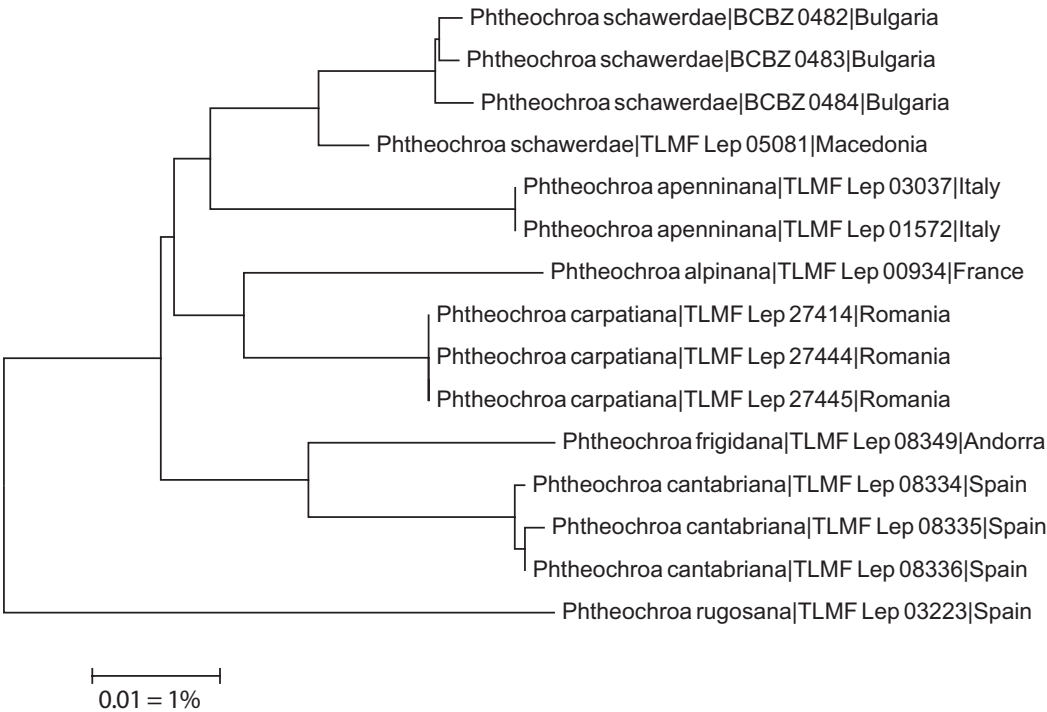 Phtheochroa schawerdae|BCBZ 0482|Bulgaria
Phtheochroa schawerdae|BCBZ 0483|Bulgaria
Phtheochroa schawerdae|BCBZ 0484|Bulgaria
Phtheochroa schawerdae|TLMF Lep 05081|Macedonia
Phtheochroa apenninana|TLMF Lep 03037|Italy
Phtheochroa apenninana|TLMF Lep 01572|Italy
Phtheochroa alpinana|TLMF Lep 00934|France
Phtheochroa carpatiana|TLMF Lep 27414|Romania
Phtheochroa carpatiana|TLMF Lep 27444|Romania
Phtheochroa carpatiana|TLMF Lep 27445|Romania
Phtheochroa frigidana|TLMF Lep 08349|Andorra
Phtheochroa cantabriana|TLMF Lep 08334|Spain
Phtheochroa cantabriana|TLMF Lep 08335|Spain
Phtheochroa cantabriana|TLMF Lep 08336|Spain
Phtheochroa rugosana|TLMF Lep 03223|Spain
0.01 = 1%